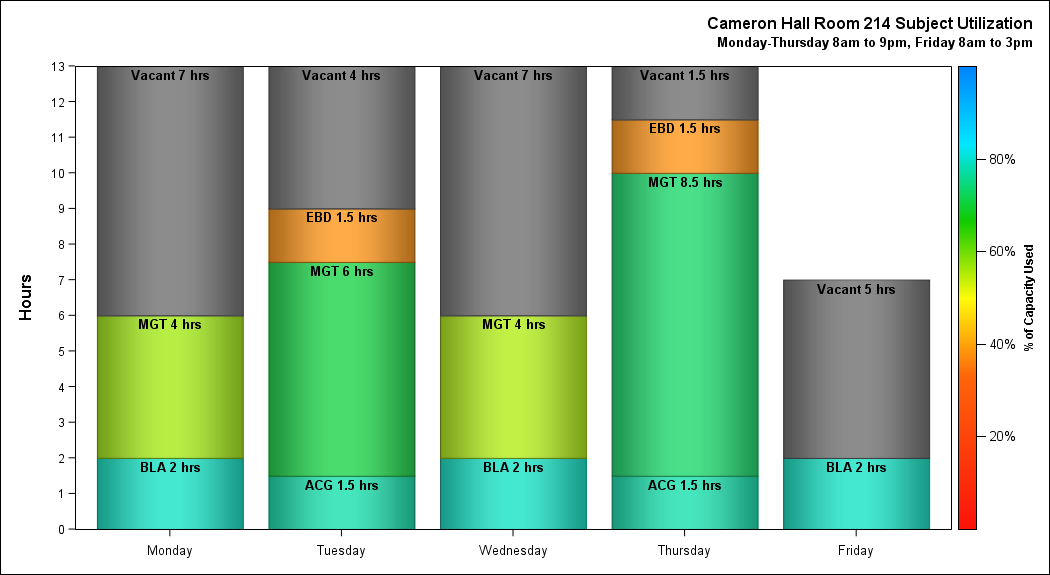 Cameron Hall Room 214 Subject Utilization
Monday-Thursday 8am to 9pm, Friday 8am to 3pm
Hours
13
12
11
10
9
8
7
6
5
4
3
2
1
0
Vacant 7 hrs
MGT 4 hrs
BLA 2 hrs
Vacant 4 hrs
EBD 1.5 hrs
MGT 6 hrs
ACG 1.5 hrs
Vacant 7 hrs
MGT 4 hrs
BLA 2 hrs
Vacant 1.5 hrs
EBD 1.5 hrs
MGT 8.5 hrs
ACG 1.5 hrs
Vacant 5 hrs
BLA 2 hrs
Monday
Tuesday
Wednesday
Thursday
Friday
80%
60%
40%
20%
% of Capacity Used